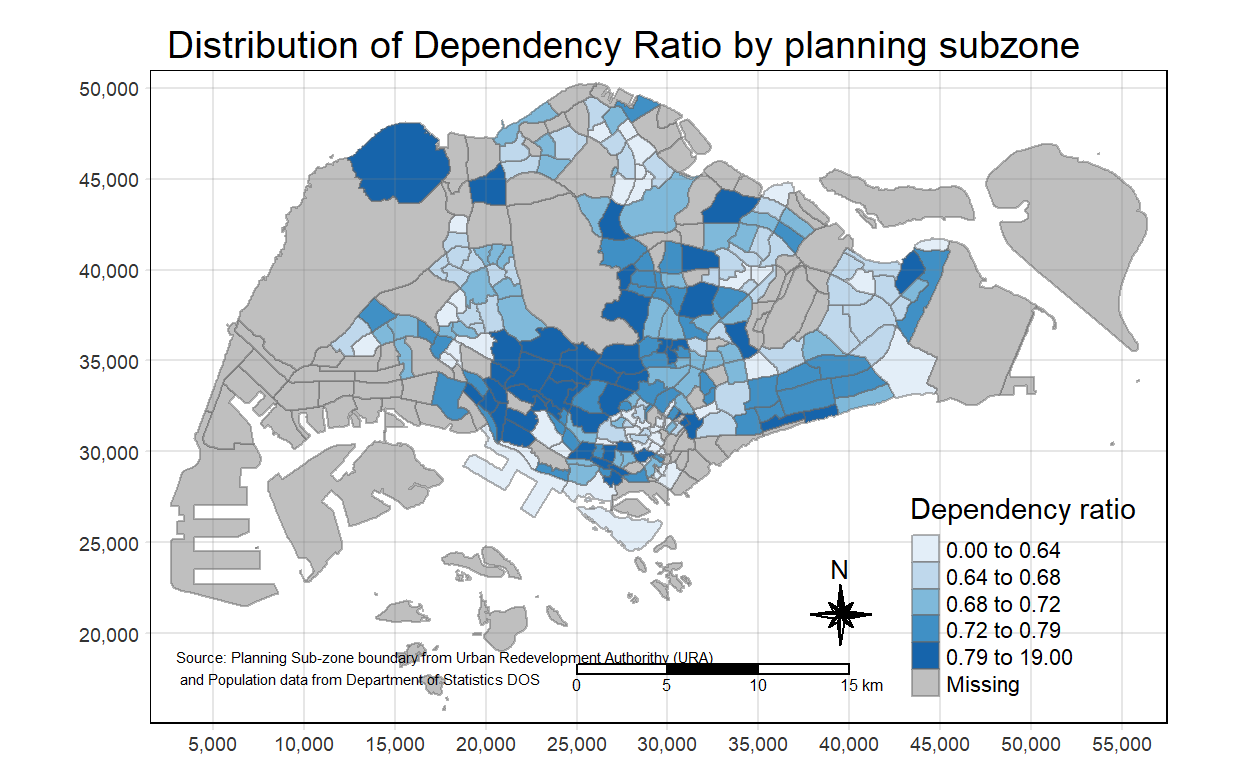 Distribution of Dependency Ratio by planning subzone
50,000
45,000
40,000
35,000
30,000
25,000
20,000
Dependency ratio
0.00 to 0.64
0.64 to 0.68
0.68 to 0.72
0.72 to 0.79
0.79 to 19.00
Missing
N
Source: Planning Sub-zone boundary from Urban Redevelopment Authorithy (URA)
and Population data from Department of Statistics DOS
0 5 10 15 km
5,000 10,000 15,000 20,000 25,000 30,000 35,000 40,000 45,000 50,000 55,000